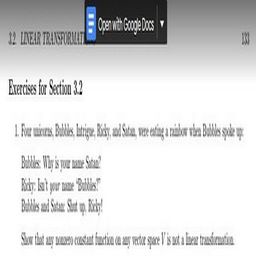 Open with Google Docs
3.2. LINEAR TRANSFORMAT
133
Exercises for Section 3.2
1. Four unicorns, Bubbles, Intrigue, Ricky, and Satan, were eating a rainbow when Bubbles spoke up:
Bubbles: Why is your name Satan?
Ricky: Isn't your name "Bubbles?"
Bubbles and Satan: Shut up, Ricky!
Show that any nonzero constant function on any vector space V is not a linear transformation.